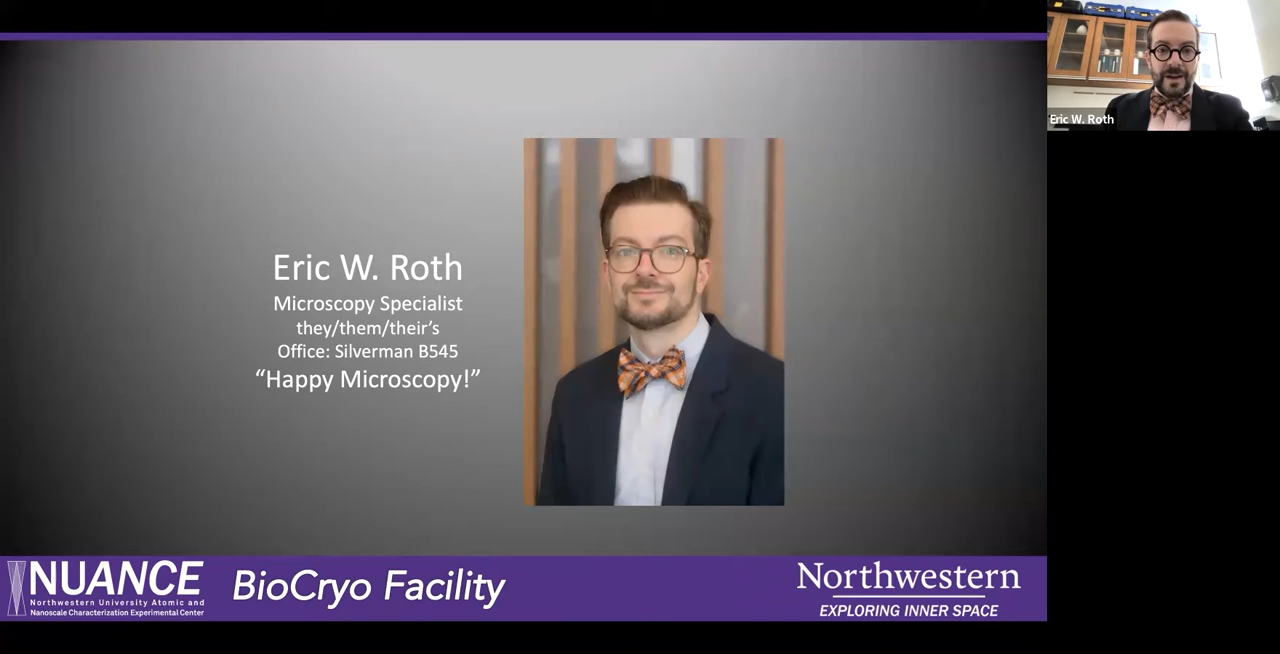 Eric W. Roth
Microscopy Specialist
they/them/their’s
Office: Silverman B545
“Happy Microscopy!”
Eric W. Roth
NUANCE
Northwestern University Atomic and
Nanoscale Characterization Experimental Center
BioCryo Facility
Northwestern
EXPLORING INNER SPACE